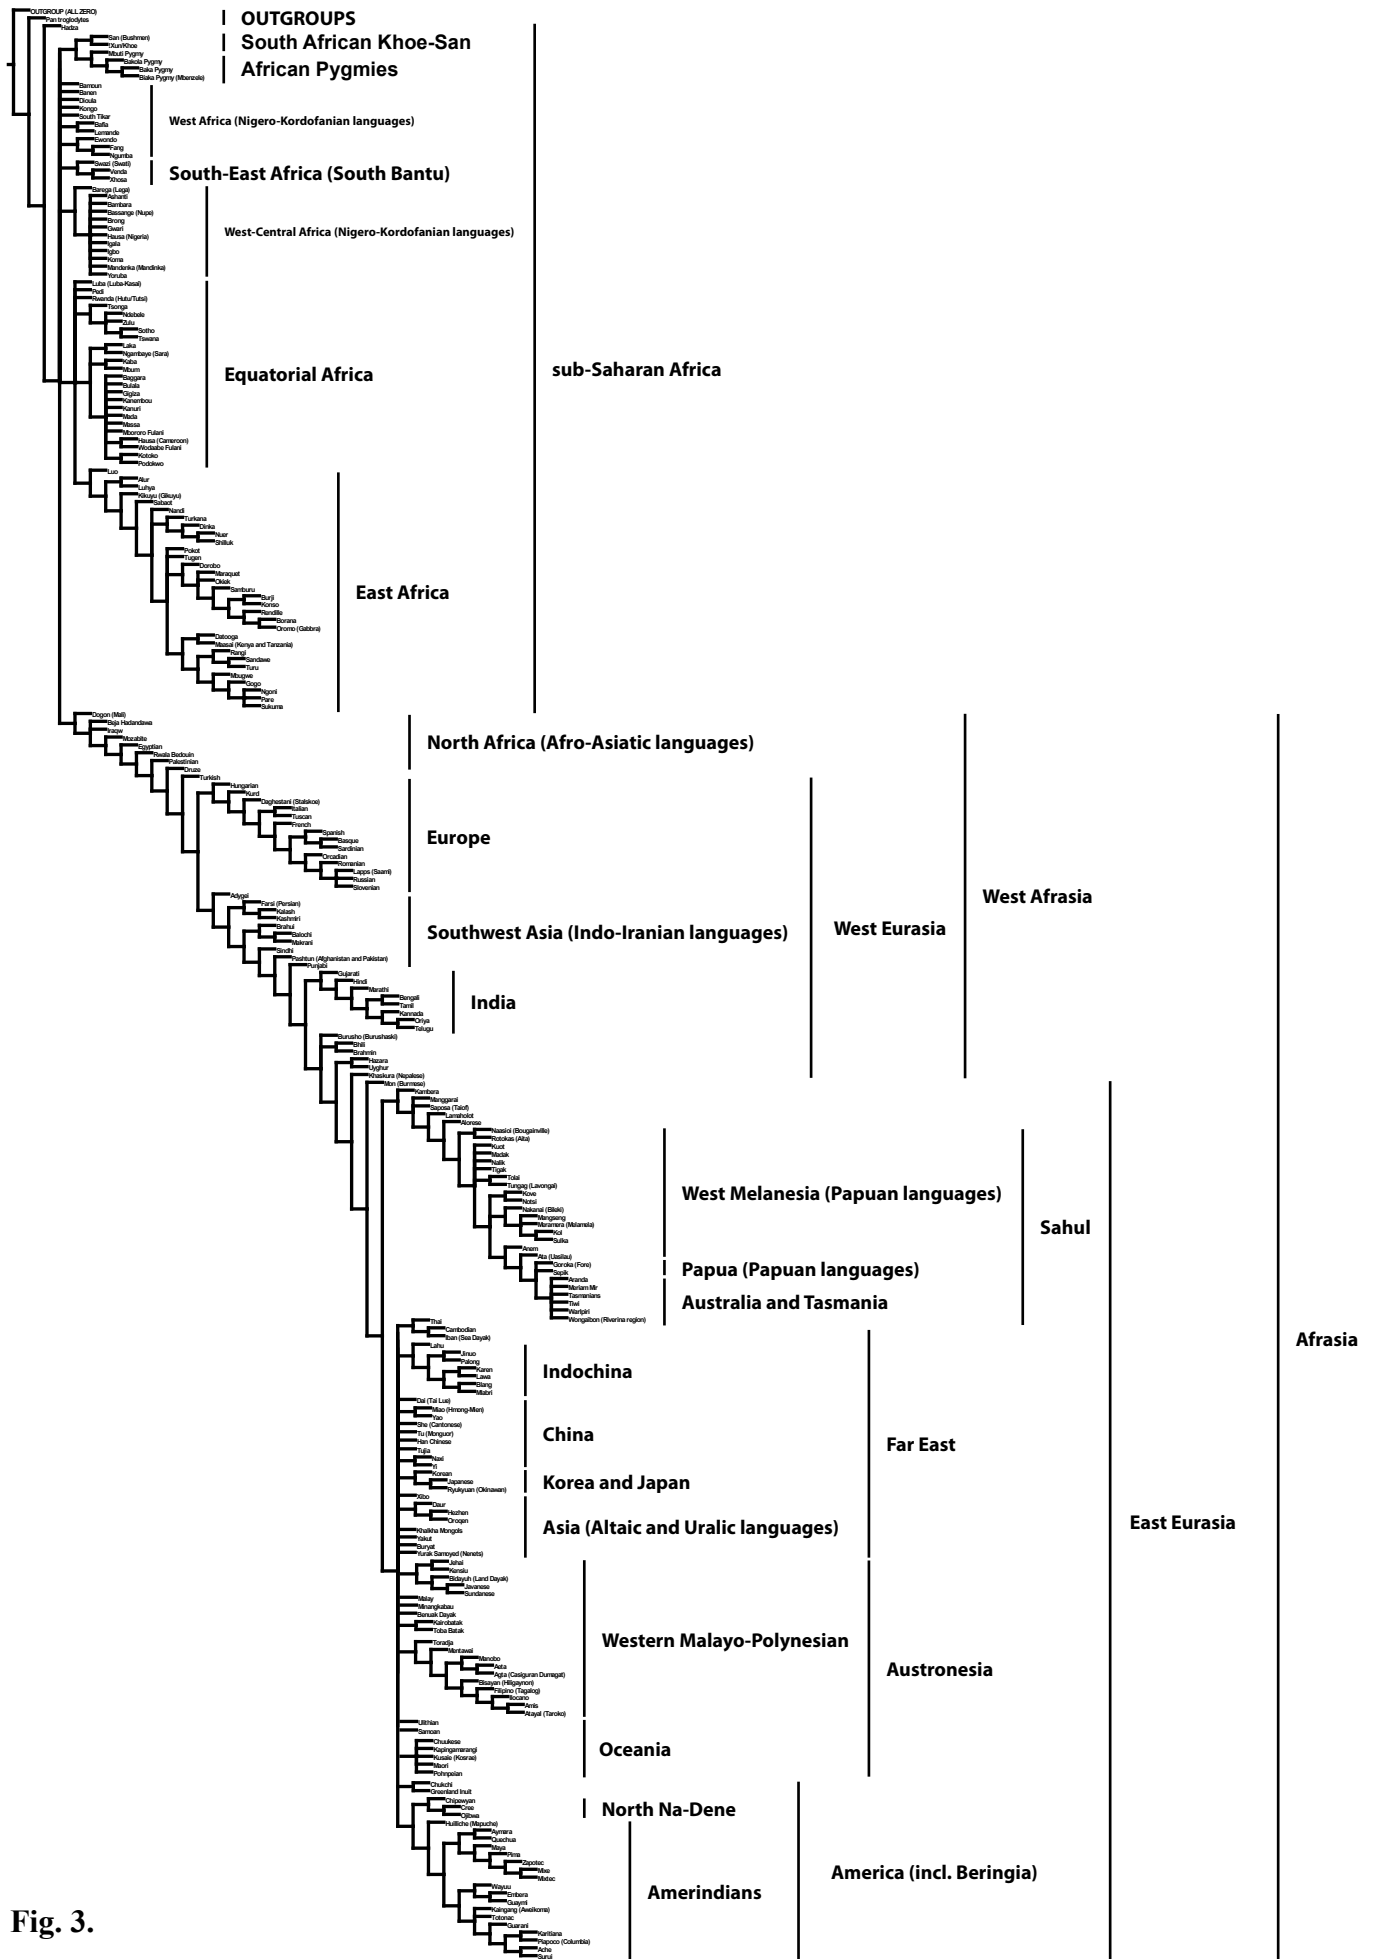 OUTGROUP (ALL ZERO)
Pan troglodytes
Hadza
San (Bushmen)
!Xun/Khoe
Mbuti Pygmy
Bakola Pygmy
Baka Pygmy
Biaka Pygmy (Mbenzele)
OUTGROUPS
South African Khoe-San
African Pygmies
Bamoun
Banen
Dioula
Kongo
South Tikar
Bafia
Lemande
Ewondo
Fang
Ngumba
West Africa (Nigero-Kordofanian languages)
Swazi (Swati)
Venda
Xhosa
South-East Africa (South Bantu)
Barega (Lega)
Ashanti
Bambara
Bassange (Nupe)
Brong
Gwari
Hausa (Nigeria)
Igala
Igbo
Koma
Mandenka (Mandinka)
Yoruba
West-Central Africa (Nigero-Kordofanian languages)
Luba (Luba-Kasai)
Pedi
Rwanda (Hutu/Tutsi)
Tsonga
Ndebele
Zulu
Sotho
Tswana
Laka
Ngambaye (Sara)
Kaba
Mbum
Baggara
Bulala
Gigiza
Kanembou
Kanuri
Mada
Massa
Mbororo Fulani
Hausa (Cameroon)
Wodaabe Fulani
Kotoko
Podokwo
Equatorial Africa
sub-Saharan Africa
Luo
Alur
Luhya
Kikuyu (Gikuyu)
Sabaot
Nandi
Turkana
Dinka
Nuer
Shilluk
Pokot
Tugen
Dorobo
Maraquet
Okiek
Samburu
Burji
Konso
Rendille
Borana
Oromo (Gabbra)
Datooga
Maasai (Kenya and Tanzania)
Rangi
Sandawe
Turu
Mbugwe
Gogo
Ngoni
Pare
Sukuma
East Africa
Dogon (Mali)
Beja Hadandawa
Iraqw
Mozabite
Egyptian
Rwala Bedouin
Palestinian
Druze
Turkish
North Africa (Afro-Asiatic languages)
Hungarian
Kurd
Daghestani (Stalskoe)
Italian
Tuscan
French
Spanish
Basque
Sardinian
Orcadian
Romanian
Lapps (Saami)
Russian
Slovenian
Europe
Adygei
Farsi (Persian)
Kalash
Kashmiri
Brahui
Balochi
Makrani
Sindhi
Pashtun (Afghanistan and Pakistan)
Punjabi
Southwest Asia (Indo-Iranian languages)
West Eurasia
West Afrasia
Gujarati
Hindi
Marathi
Bengali
Tamil
Kannada
Oriya
Telugu
India
Burusho (Burushaski)
Bhili
Brahmin
Hazara
Uyghur
Khaskura (Nepalese)
Mon (Burmese)
Kambera
Manggarai
Saposa (Taiof)
Lamaholot
Alorese
Naasioi (Bougainville)
Rotokas (Aita)
Kuot
Madak
Nalik
Tigak
Tolai
Tungag (Lavongai)
Kove
Notsi
Nakanai (Bileki)
Mangseng
Maramera (Melamela)
Kol
Sulka
Anem
Ata (Uasilau)
Goroka (Fore)
Sepik
Aranda
Meriam Mir
Tasmanians
Tiwi
Warlpiri
Wongaibon (Riverina region)
West Melanesia (Papuan languages)
Papua (Papuan languages)
Australia and Tasmania
Sahul
Thai
Cambodian
Iban (Sea Dayak)
Lahu
Jinuo
Palong
Karen
Lawa
Blang
Mlabri
Indochina
Dai (Tai Lue)
Miao (Hmong-Mien)
Yao
She (Cantonese)
Tu (Monguor)
Han Chinese
Tujia
Naxi
Yi
China
Far East
Afrasia
Korean
Japanese
Ryukyuan (Okinawan)
Korea and Japan
Xibo
Daur
Hezhen
Oroqen
Khalkha Mongols
Yakut
Buryat
Yurak Samoyed (Nenets)
Asia (Altaic and Uralic languages)
East Eurasia
Jehai
Kensiu
Bidayuh (Land Dayak)
Javanese
Sundanese
Malay
Minangkabau
Benuak Dayak
Kairobatak
Toba Batak
Toradja
Mentawei
Manobo
Aeta
Agta (Casiguran Dumagat)
Bisayan (Hiligaynon)
Filipino (Tagalog)
Ilocano
Amis
Atayal (Taroko)
Western Malayo-Polynesian
Austronesia
Ulithian
Samoan
Chuukese
Kapingamarangi
Kusaie (Kosrae)
Maori
Pohnpeian
Oceania
Chukchi
Greenland Inuit
Chipewyan
Cree
Ojibwa
North Na-Dene
Huilliche (Mapuche)
Aymara
Quechua
Maya
Pima
Zapotec
Mixe
Mixtec
Wayuu
Embera
Guaymi
Kaingang (Aweikoma)
Totonac
Guarani
Karitiana
Piapoco (Columbia)
Ache
Surui
Amerindians
America (incl. Beringia)
Fig. 3.